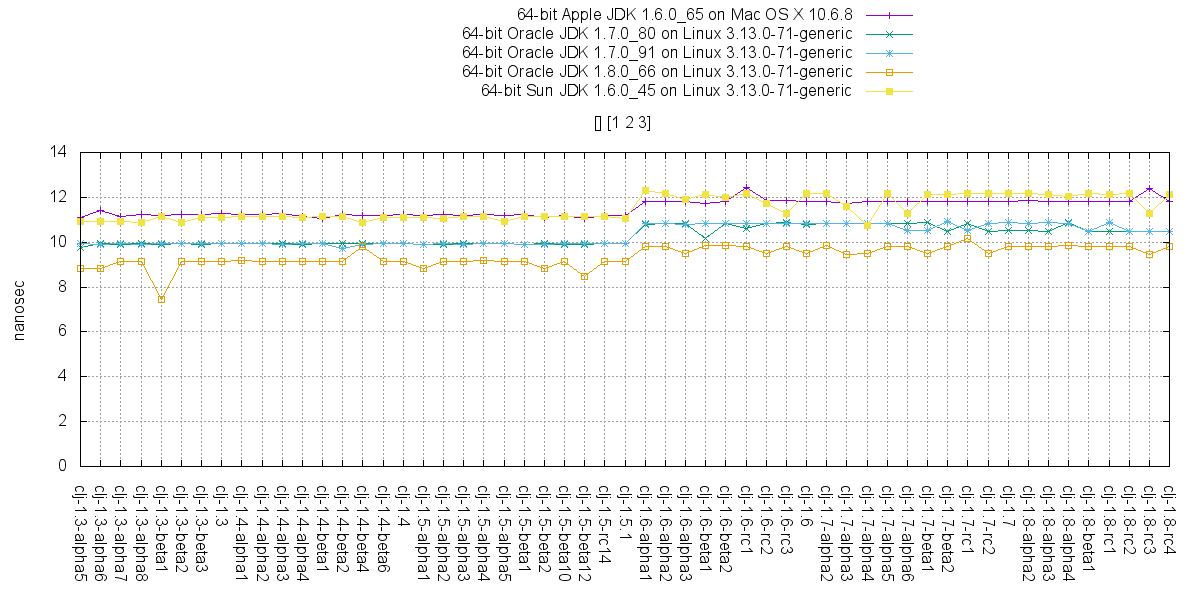 64-bit Apple JDK 1.6.0_65 on Mac OS X 10.6.8
64-bit Oracle JDK 1.7.0_80 on Linux 3.13.0-71-generic
64-bit Oracle JDK 1.7.0_91 on Linux 3.13.0-71-generic
64-bit Oracle JDK 1.8.0_66 on Linux 3.13.0-71-generic
64-bit Sun JDK 1.6.0_45 on Linux 3.13.0-71-generic
[] [1 2 3]
nanosec
14
12
10
8
6
4
2
0
clj-1.3-alpha5
clj-1.3-alpha6
clj-1.3-alpha7
clj-1.3-alpha8
clj-1.3-beta1
clj-1.3-beta2
clj-1.3-beta3
clj-1.3
clj-1.4-alpha1
clj-1.4-alpha2
clj-1.4-alpha3
clj-1.4-alpha4
clj-1.4-beta1
clj-1.4-beta2
clj-1.4-beta4
clj-1.4-beta6
clj-1.4
clj-1.5-alpha1
clj-1.5-alpha2
clj-1.5-alpha3
clj-1.5-alpha4
clj-1.5-alpha5
clj-1.5-beta1
clj-1.5-beta2
clj-1.5-beta10
clj-1.5-beta12
clj-1.5-rc14
clj-1.5.1
clj-1.6-alpha1
clj-1.6-alpha2
clj-1.6-alpha3
clj-1.6-beta1
clj-1.6-beta2
clj-1.6-rc1
clj-1.6-rc2
clj-1.6-rc3
clj-1.6
clj-1.7-alpha2
clj-1.7-alpha3
clj-1.7-alpha4
clj-1.7-alpha5
clj-1.7-alpha6
clj-1.7-beta1
clj-1.7-beta2
clj-1.7-rc1
clj-1.7-rc2
clj-1.7
clj-1.8-alpha2
clj-1.8-alpha3
clj-1.8-alpha4
clj-1.8-beta1
clj-1.8-rc1
clj-1.8-rc2
clj-1.8-rc3
clj-1.8-rc4